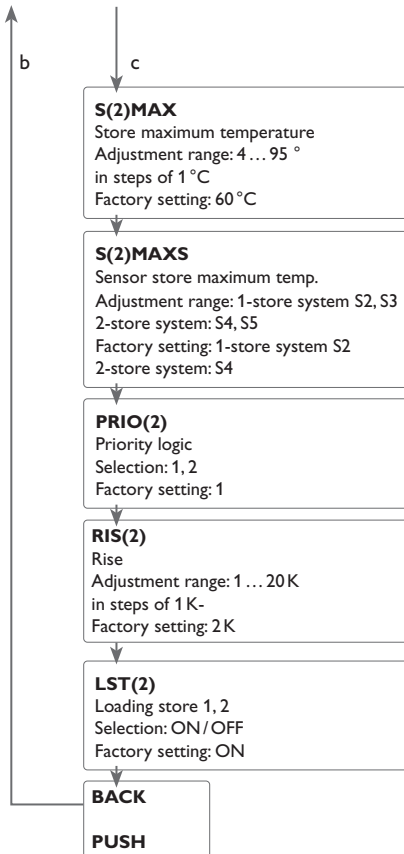 b
c
S(2)MAX
Store maximum temperature
Adjustment range: 4 … 95 °
in steps of 1 °C
Factory setting: 60 °C
S(2)MAXS
Sensor store maximum temp.
Adjustment range: 1-store system S2, S3
2-store system: S4, S5
Factory setting: 1-store system S2
2-store system: S4
PRIO(2)
Priority logic
Selection: 1, 2
Factory setting: 1
RIS(2)
Rise
Adjustment range: 1 … 20 K
in steps of 1 K-
Factory setting: 2 K
LST(2)
Loading store 1, 2
Selection: ON / OFF
Factory setting: ON
BACK
PUSH